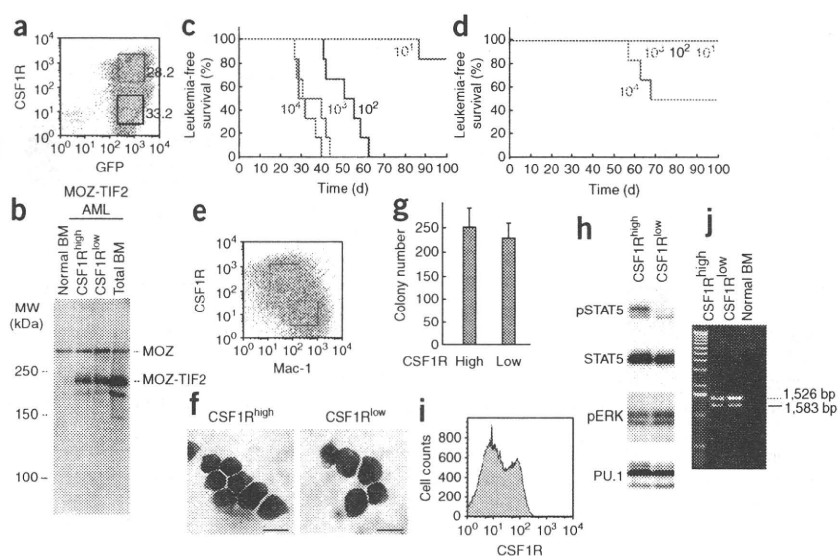 a
CSF1R
10⁴
10³
10²
10¹
10⁰
28.2
33.2
10⁰ 10¹ 10² 10³ 10⁴
GFP
b
MOZ-TIF2
AML
Normal BM
CSF1Rhigh
CSF1Rlow
Total BM
MW
(kDa)
250
150
100
MOZ
MOZ-TIF2
c
Leukemia-free
survival (%)
100
80
60
40
20
0
10¹
10⁴
10³
10²
0 10 20 30 40 50 60 70 80 90 100
Time (d)
d
Leukemia-free
survival (%)
100
80
60
40
20
0
10³ 10² 10¹
10⁴
0 10 20 30 40 50 60 70 80 90 100
Time (d)
e
CSF1R
10⁴
10³
10²
10¹
10⁰
10⁰ 10¹ 10² 10³ 10⁴
Mac-1
f
CSF1Rhigh
CSF1Rlow
g
Colony number
250
200
150
100
50
0
CSF1R High Low
h
CSF1Rhigh
CSF1Rlow
pSTAT5
STAT5
pERK
PU.1
i
Cell counts
800
600
400
200
0
10⁰ 10¹ 10² 10³ 10⁴
CSF1R
j
CSF1Rhigh
CSF1Rlow
Normal BM
1,526 bp
1,583 bp